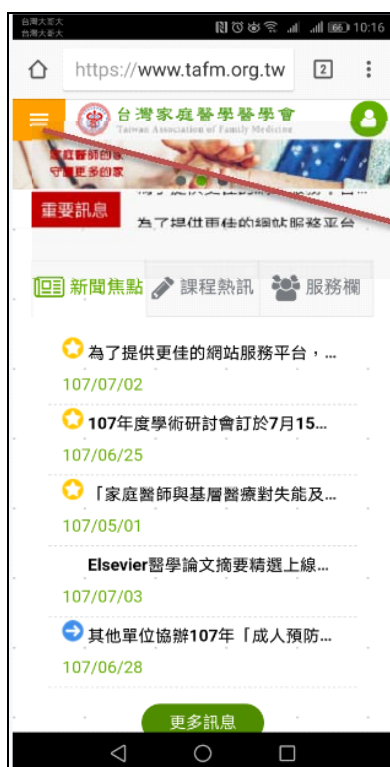 台灣大哥大
台灣大哥大
66 10:16
https://www.tafm.org.tw 2
台灣家庭醫學醫學會
Taiwan Association of Family Medicine
家庭醫師的家
守護更多的家
重要訊息
為了提供更佳的網站服務平台
新聞焦點 課程熱訊 服務欄
為了提供更佳的網站服務平台，...
107/07/02
107年度學術研討會訂於7月15...
107/06/25
「家庭醫師與基層醫療對失能及...
107/05/01
Elsevier醫學論文摘要精選上線...
107/07/03
其他單位協辦107年「成人預防...
107/06/28
更多訊息